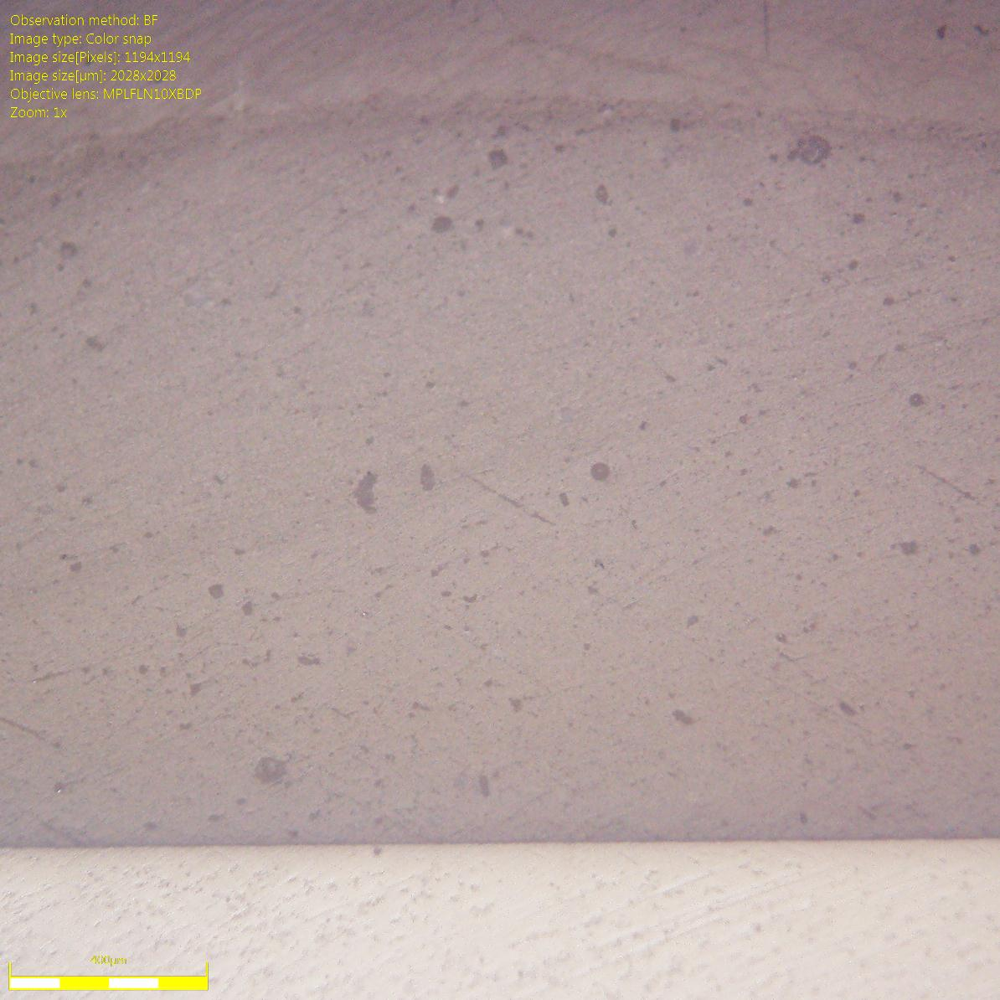 Observation method: BF
Image type: Color snap
Image size[Pixels]: 1194x1194
Image size[µm]: 2028x2028
Objective lens: MPLFLN10XBDP
Zoom: 1x
400µm